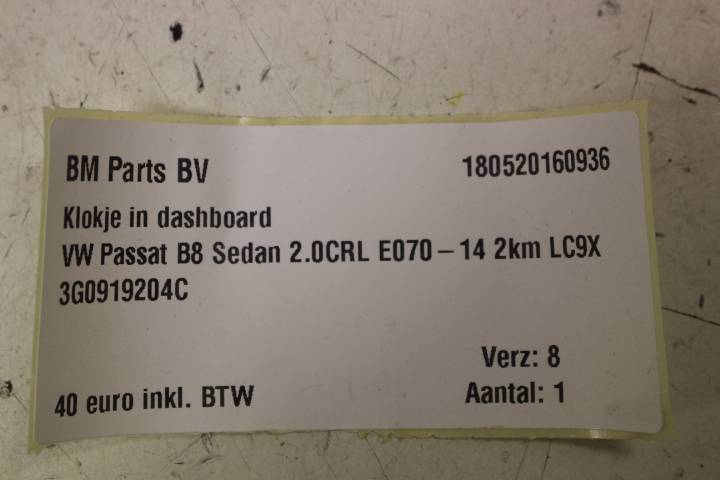 BM Parts BV 180520160936
Klokje in dashboard
VW Passat B8 Sedan 2.0CRL E070 – 14 2km LC9X
3G0919204C
Verz: 8
40 euro inkl. BTW Aantal: 1